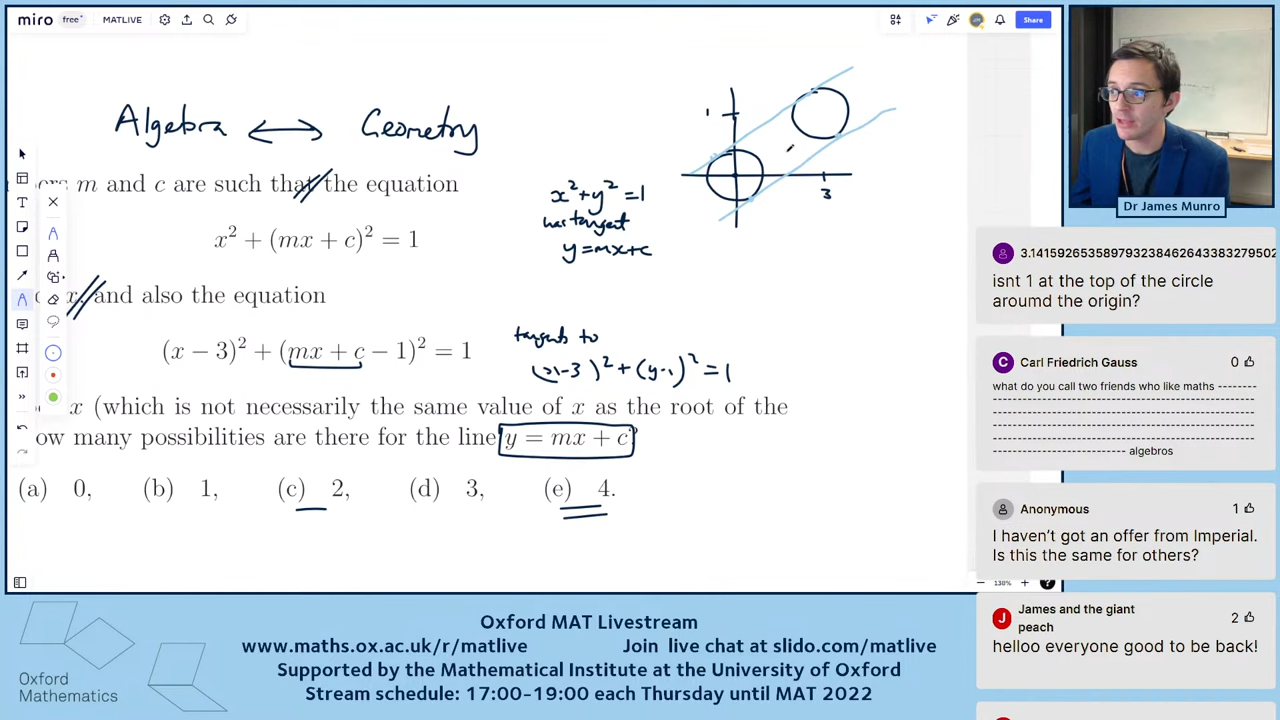 miro
free
MATLIVE
Share
Algebra ⟷ Geometry
m and c are such that the equation
x² + (mx + c)² = 1
x, and also the equation
(x − 3)² + (mx + c − 1)² = 1
x (which is not necessarily the same value of x as the root of the
ow many possibilities are there for the line y = mx + c?
(a) 0, (b) 1, (c) 2, (d) 3, (e) 4.
x²+y²=1
has tangent
y=mx+c
tangents to
(x-3)²+(y-1)²=1
1
3
130%
Dr James Munro
3.14159265358979323846264338327950
isnt 1 at the top of the circle
aroumd the origin?
Carl Friedrich Gauss
0
what do you call two friends who like maths --------
algebros
Anonymous
1
I haven't got an offer from Imperial.
Is this the same for others?
James and the giant
peach
2
helloo everyone good to be back!
Oxford
Mathematics
Oxford MAT Livestream
www.maths.ox.ac.uk/r/matlive Join live chat at slido.com/matlive
Supported by the Mathematical Institute at the University of Oxford
Stream schedule: 17:00-19:00 each Thursday until MAT 2022